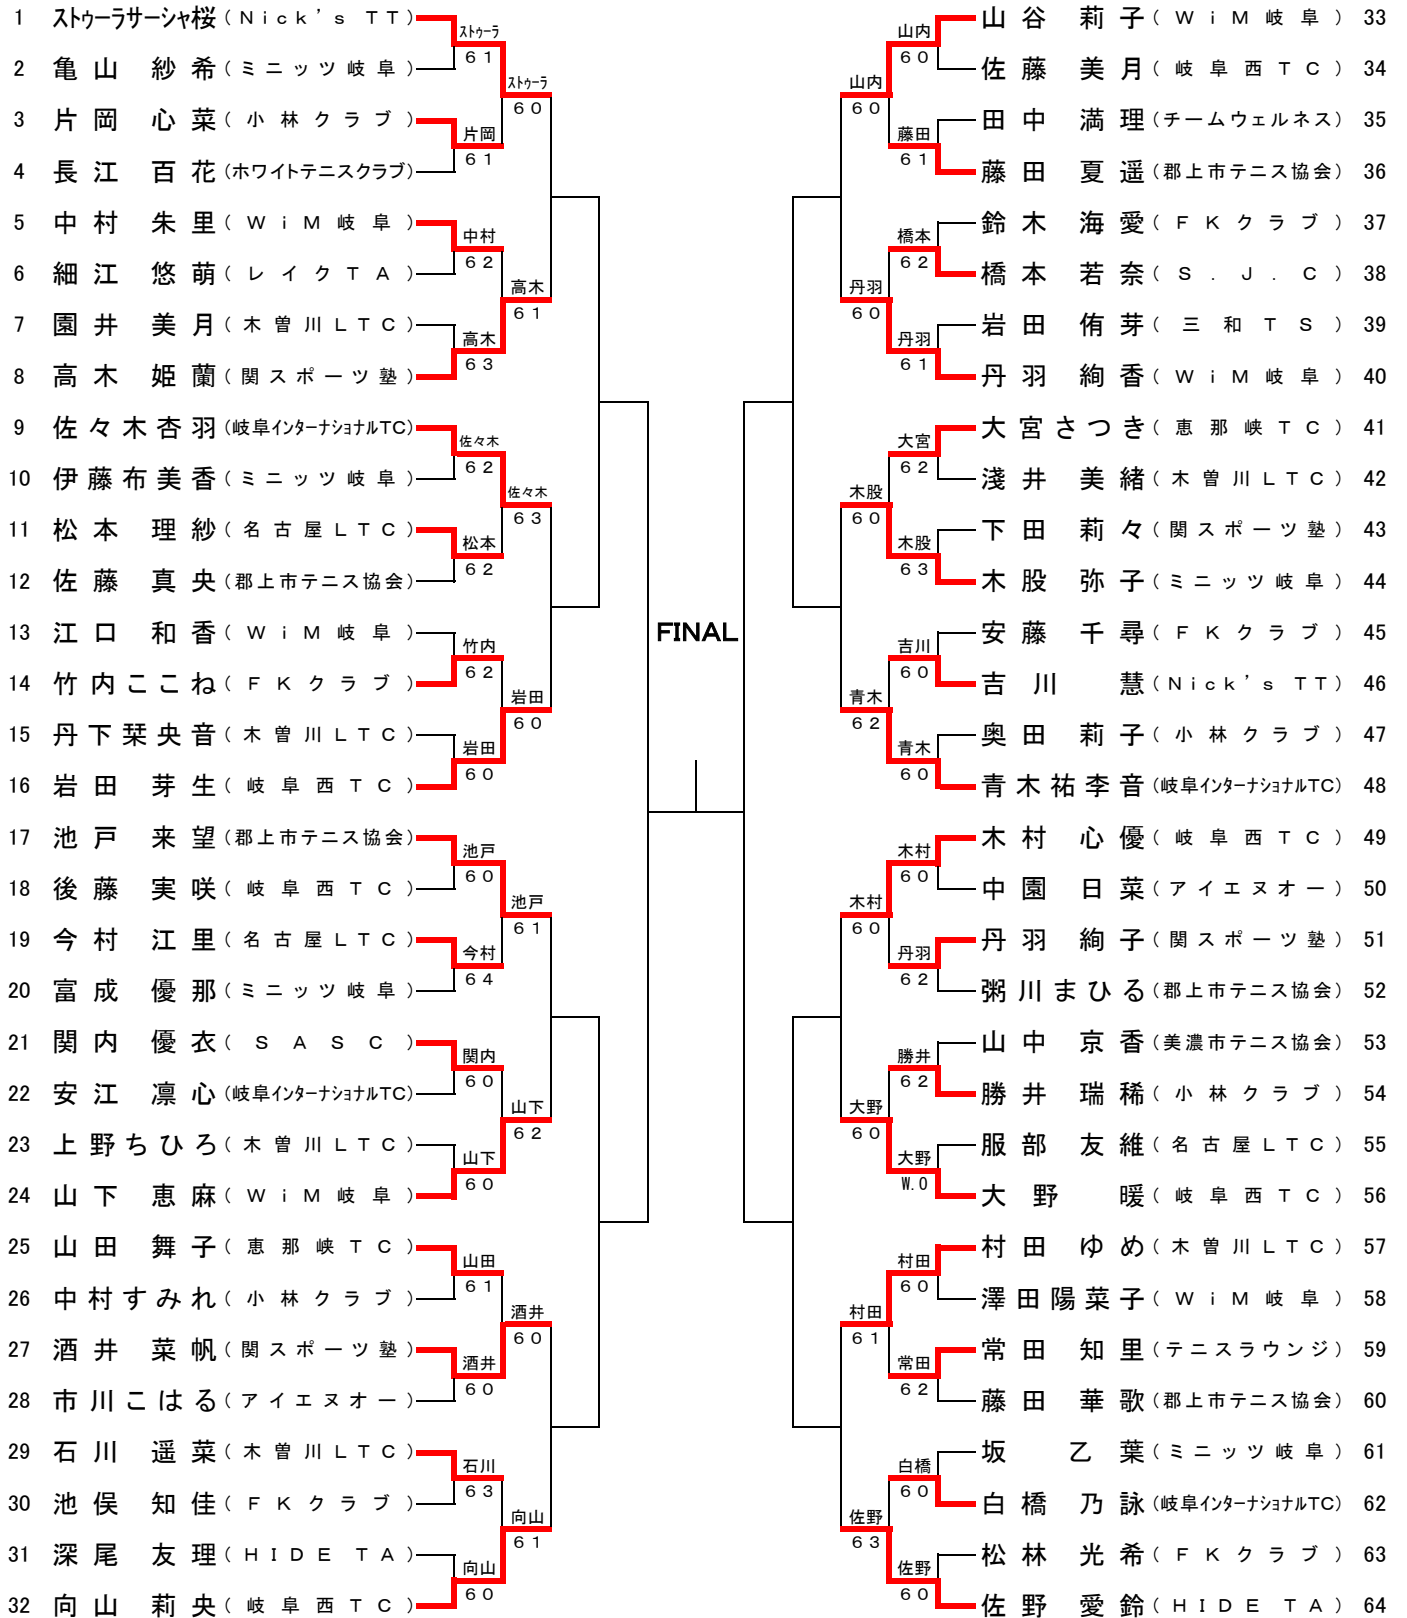 1 ストゥーラサーシャ桜 (Nick's TT)
2 亀山 紗希 (ミニッツ岐阜)
3 片岡 心菜 (小林クラブ)
4 長江 百花 (ホワイトテニスクラブ)
5 中村 朱里 (WiM岐阜)
6 細江 悠萌 (レイクTA)
7 園井 美月 (木曽川LTC)
8 高木 姫蘭 (関スポーツ塾)
9 佐々木杏羽 (岐阜インターナショナルTC)
10 伊藤布美香 (ミニッツ岐阜)
11 松本 理紗 (名古屋LTC)
12 佐藤 真央 (郡上市テニス協会)
13 江口 和香 (WiM岐阜)
14 竹内ここね (FKクラブ)
15 丹下栞央音 (木曽川LTC)
16 岩田 芽生 (岐阜西TC)
17 池戸 来望 (郡上市テニス協会)
18 後藤 実咲 (岐阜西TC)
19 今村 江里 (名古屋LTC)
20 富成 優那 (ミニッツ岐阜)
21 関内 優衣 (SASC)
22 安江 凛心 (岐阜インターナショナルTC)
23 上野ちひろ (木曽川LTC)
24 山下 恵麻 (WiM岐阜)
25 山田 舞子 (恵那峡TC)
26 中村すみれ (小林クラブ)
27 酒井 菜帆 (関スポーツ塾)
28 市川こはる (アイエヌオー)
29 石川 遥菜 (木曽川LTC)
30 池俣 知佳 (FKクラブ)
31 深尾 友理 (HIDE TA)
32 向山 莉央 (岐阜西TC)
ストゥーラ
61
片岡
61
中村
62
高木
63
佐々木
62
松本
62
竹内
62
岩田
60
池戸
60
今村
64
関内
60
山下
60
山田
61
酒井
60
石川
63
向山
60
ストゥーラ
60
高木
61
佐々木
63
岩田
60
池戸
61
山下
62
酒井
60
向山
61
FINAL
山内
60
丹羽
60
木股
60
青木
62
木村
60
大野
60
村田
61
佐野
63
山内
60
藤田
61
橋本
62
丹羽
61
大宮
62
木股
63
吉川
60
青木
60
木村
60
丹羽
62
勝井
62
大野
W.O
村田
60
常田
62
白橋
60
佐野
60
山谷 莉子 (WiM岐阜) 33
佐藤 美月 (岐阜西TC) 34
田中 満理 (チームウェルネス) 35
藤田 夏遥 (郡上市テニス協会) 36
鈴木 海愛 (FKクラブ) 37
橋本 若奈 (S.J.C) 38
岩田 侑芽 (三和TS) 39
丹羽 絢香 (WiM岐阜) 40
大宮さつき (恵那峡TC) 41
淺井 美緒 (木曽川LTC) 42
下田 莉々 (関スポーツ塾) 43
木股 弥子 (ミニッツ岐阜) 44
安藤 千尋 (FKクラブ) 45
吉川 慧 (Nick's TT) 46
奥田 莉子 (小林クラブ) 47
青木祐李音 (岐阜インターナショナルTC) 48
木村 心優 (岐阜西TC) 49
中園 日菜 (アイエヌオー) 50
丹羽 絢子 (関スポーツ塾) 51
粥川まひる (郡上市テニス協会) 52
山中 京香 (美濃市テニス協会) 53
勝井 瑞稀 (小林クラブ) 54
服部 友維 (名古屋LTC) 55
大野 暖 (岐阜西TC) 56
村田 ゆめ (木曽川LTC) 57
澤田陽菜子 (WiM岐阜) 58
常田 知里 (テニスラウンジ) 59
藤田 華歌 (郡上市テニス協会) 60
坂 乙葉 (ミニッツ岐阜) 61
白橋 乃詠 (岐阜インターナショナルTC) 62
松林 光希 (FKクラブ) 63
佐野 愛鈴 (HIDE TA) 64